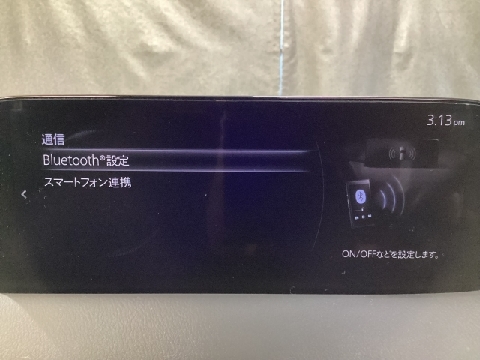 3:13 pm
通信
Bluetooth®設定
スマートフォン連携
ON/OFFなどを設定します。